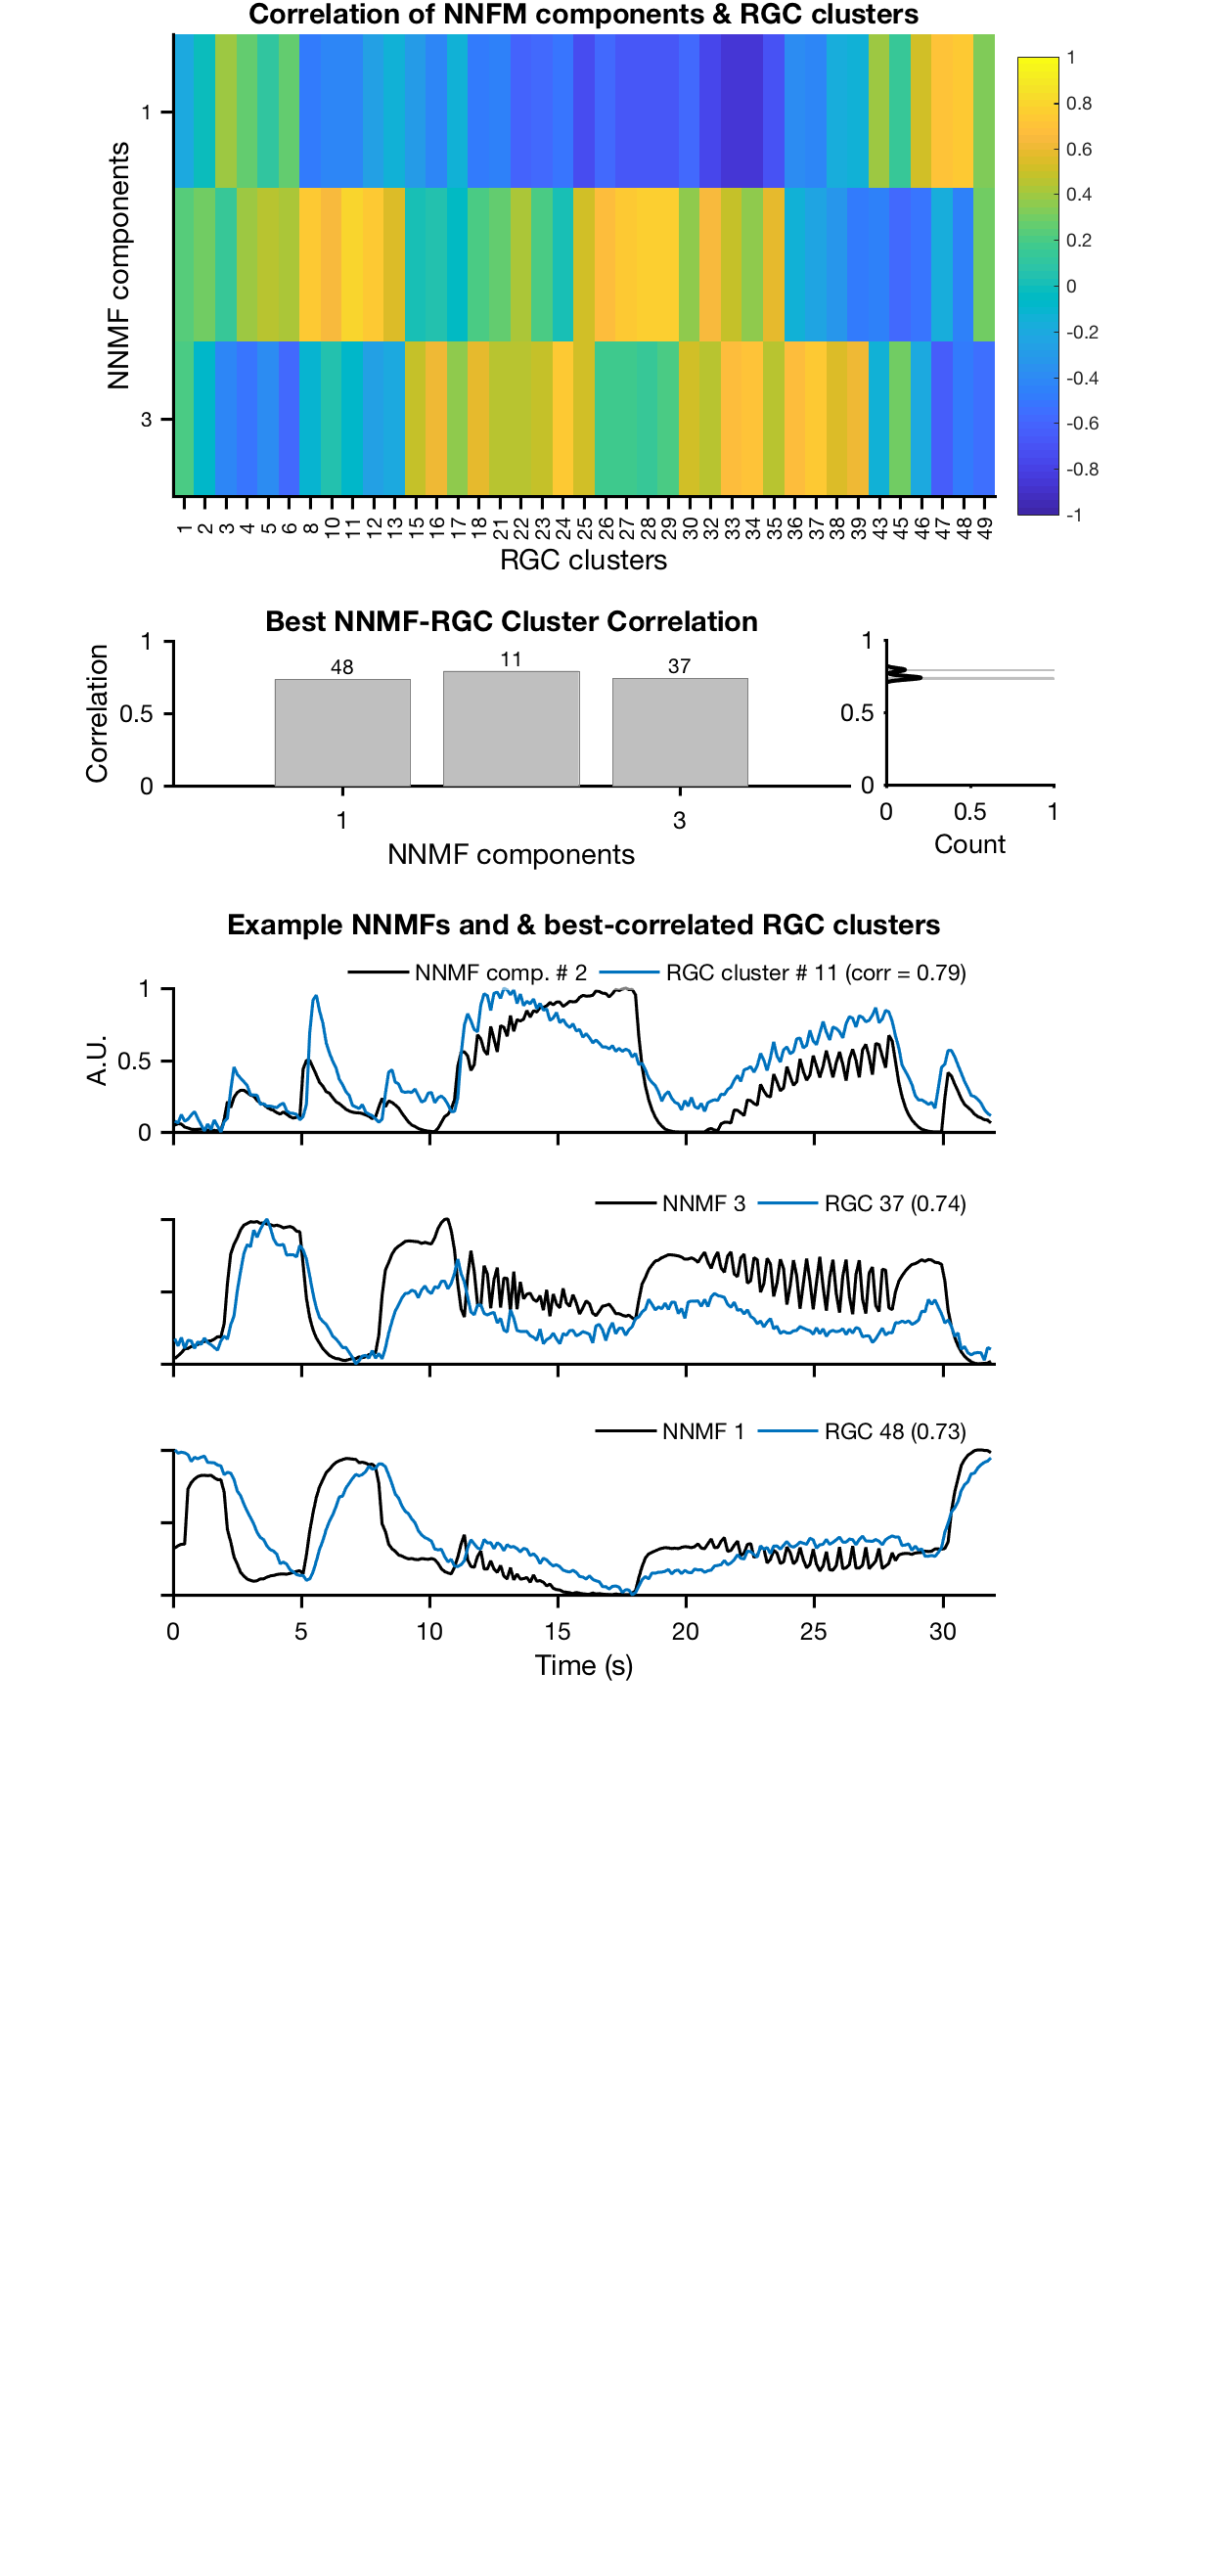 Correlation of NNFM components & RGC clusters
NNMF components
1
3
1 2 3 4 5 6 8 10 11 12 13 15 16 17 18 21 22 23 24 25 26 27 28 29 30 32 33 34 35 36 37 38 39 43 45 46 47 48 49
RGC clusters
1
0.8
0.6
0.4
0.2
0
-0.2
-0.4
-0.6
-0.8
-1
Best NNMF-RGC Cluster Correlation
Correlation
1
0.5
0
48 11 37
1 3
NNMF components
1
0.5
0
0 0.5 1
Count
Example NNMFs and & best-correlated RGC clusters
NNMF comp. # 2 RGC cluster # 11 (corr = 0.79)
A.U.
1
0.5
0
NNMF 3 RGC 37 (0.74)
NNMF 1 RGC 48 (0.73)
0 5 10 15 20 25 30
Time (s)